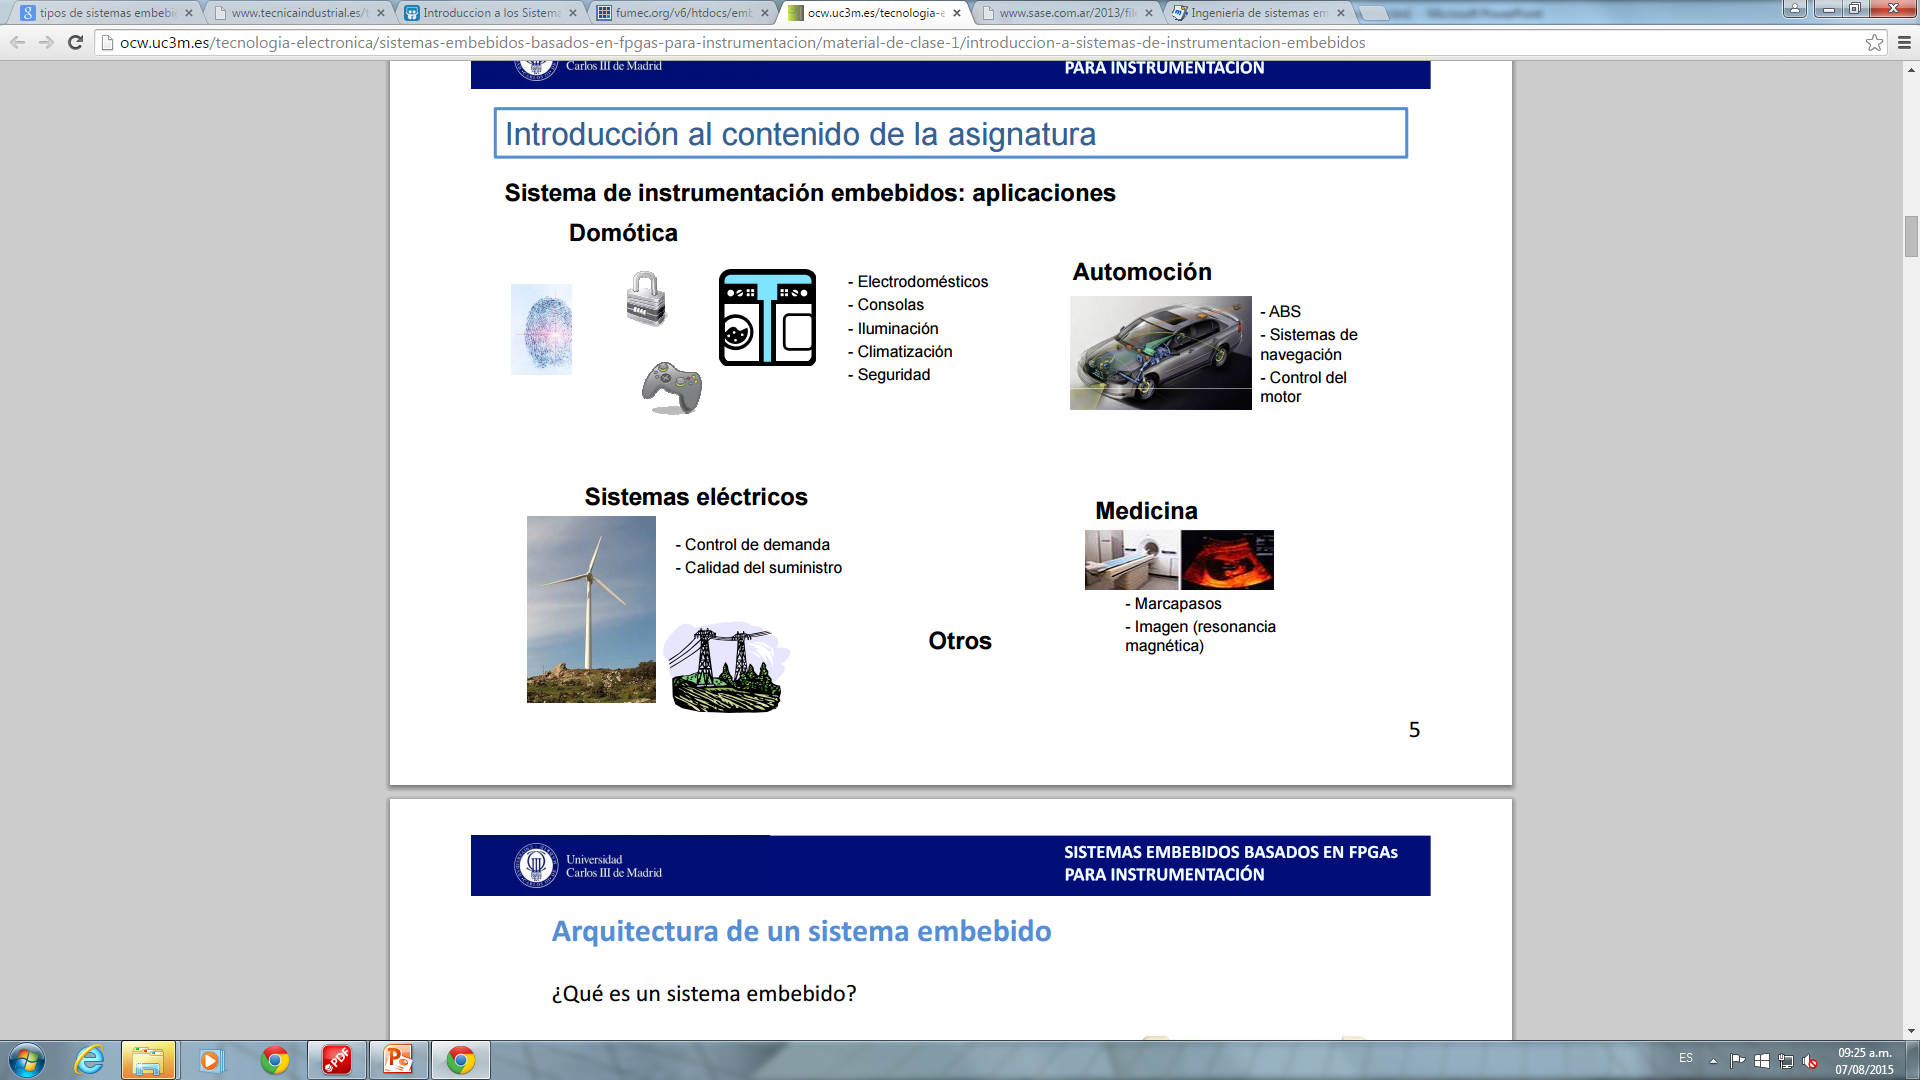 tipos de sistemas embebi
www.tecnicaindustrial.es/t
Introduccion a los Sistema
fumec.org/v6/htdocs/emb
ocw.uc3m.es/tecnologia-e
www.sase.com.ar/2013/fil
Ingeniería de sistemas em
ocw.uc3m.es/tecnologia-electronica/sistemas-embebidos-basados-en-fpgas-para-instrumentacion/material-de-clase-1/introduccion-a-sistemas-de-instrumentacion-embebidos
Carlos III de Madrid
PARA INSTRUMENTACIÓN
Introducción al contenido de la asignatura
Sistema de instrumentación embebidos: aplicaciones
Domótica
- Electrodomésticos
- Consolas
- Iluminación
- Climatización
- Seguridad
Automoción
- ABS
- Sistemas de
navegación
- Control del
motor
Sistemas eléctricos
- Control de demanda
- Calidad del suministro
Medicina
- Marcapasos
- Imagen (resonancia
magnética)
Otros
5
Universidad
Carlos III de Madrid
SISTEMAS EMBEBIDOS BASADOS EN FPGAs
PARA INSTRUMENTACIÓN
Arquitectura de un sistema embebido
¿Qué es un sistema embebido?
PDF
ES
09:25 a.m.
07/08/2015